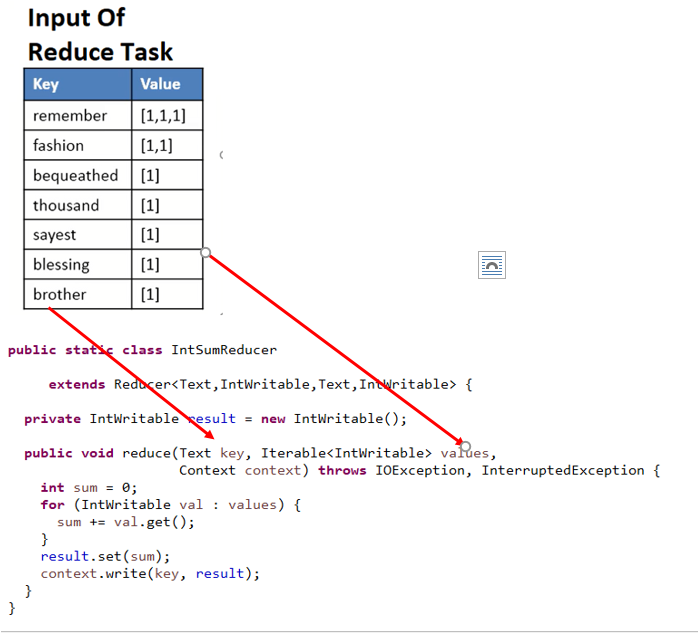 Input Of
Reduce Task
Key Value
remember [1,1,1]
fashion [1,1]
bequeathed [1]
thousand [1]
sayest [1]
blessing [1]
brother [1]
public static class IntSumReducer
extends Reducer<Text,IntWritable,Text,IntWritable> {
private IntWritable result = new IntWritable();
public void reduce(Text key, Iterable<IntWritable> values,
Context context) throws IOException, InterruptedException {
int sum = 0;
for (IntWritable val : values) {
sum += val.get();
}
result.set(sum);
context.write(key, result);
}
}